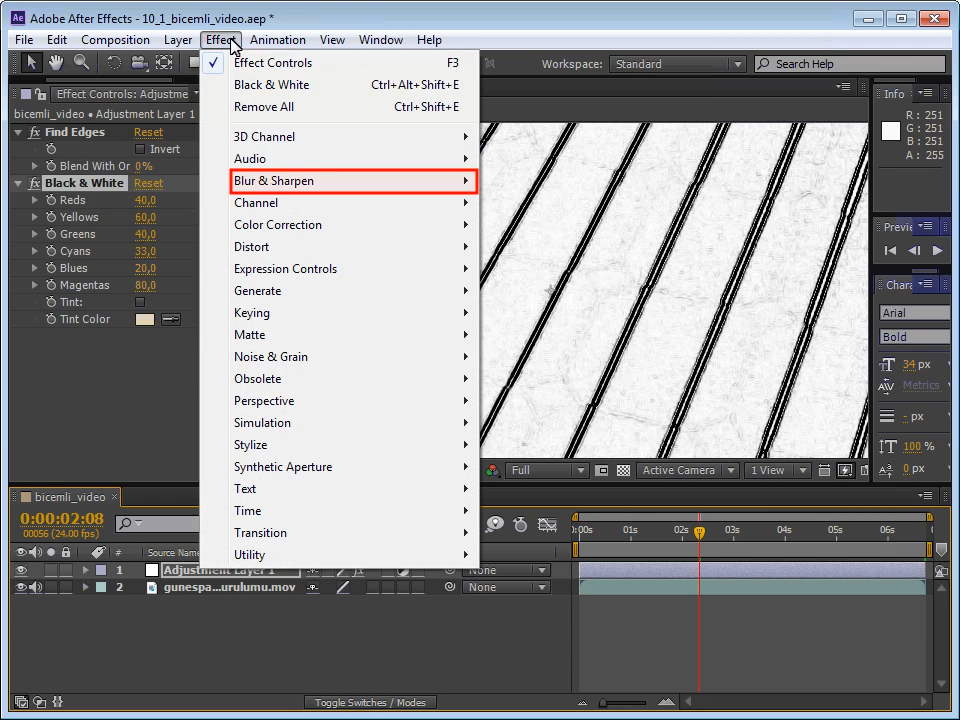 Ae Adobe After Effects - 10_1_bicemli_video.aep *
File Edit Composition Layer Effect Animation View Window Help
Workspace: Standard Search Help
Effect Controls: Adjustme
bicemli_video • Adjustment Layer 1
fx Find Edges Reset
Invert
Blend With Or 0%
fx Black & White Reset
Reds 40,0
Yellows 60,0
Greens 40,0
Cyans 33,0
Blues 20,0
Magentas 80,0
Tint:
Tint Color
Effect Controls F3
Black & White Ctrl+Alt+Shift+E
Remove All Ctrl+Shift+E
3D Channel
Audio
Blur & Sharpen
Channel
Color Correction
Distort
Expression Controls
Generate
Keying
Matte
Noise & Grain
Obsolete
Perspective
Simulation
Stylize
Synthetic Aperture
Text
Time
Transition
Utility
Info
R : 251
G : 251
B : 251
A : 255
Previe
Chara
Arial
Bold
34 px
Metrics
- px
100 %
0 px
Full Active Camera 1 View
bicemli_video
0:00:02:08
00056 (24.00 fps)
:00s 01s 02s 03s 04s 05s 06s
# Source Name
1 Adjustment Layer 1 fx None
2 gunespa...urulumu.mov None
Toggle Switches / Modes